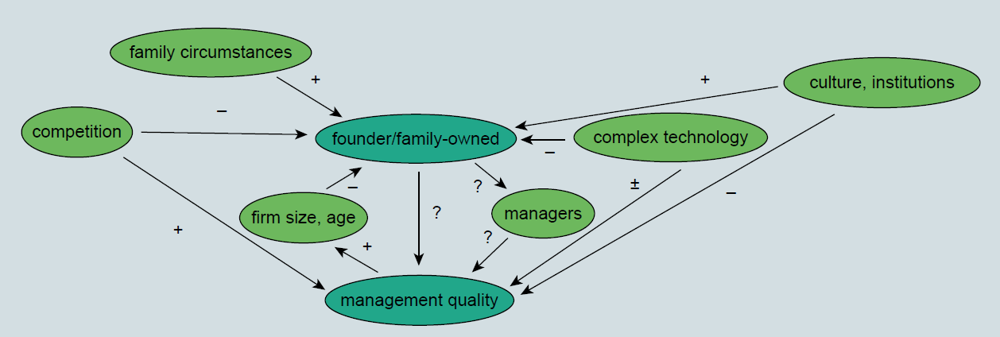 family circumstances
+
+
culture, institutions
–
competition
founder/family-owned
complex technology
–
?
±
–
–
firm size, age
?
managers
+
+
?
management quality